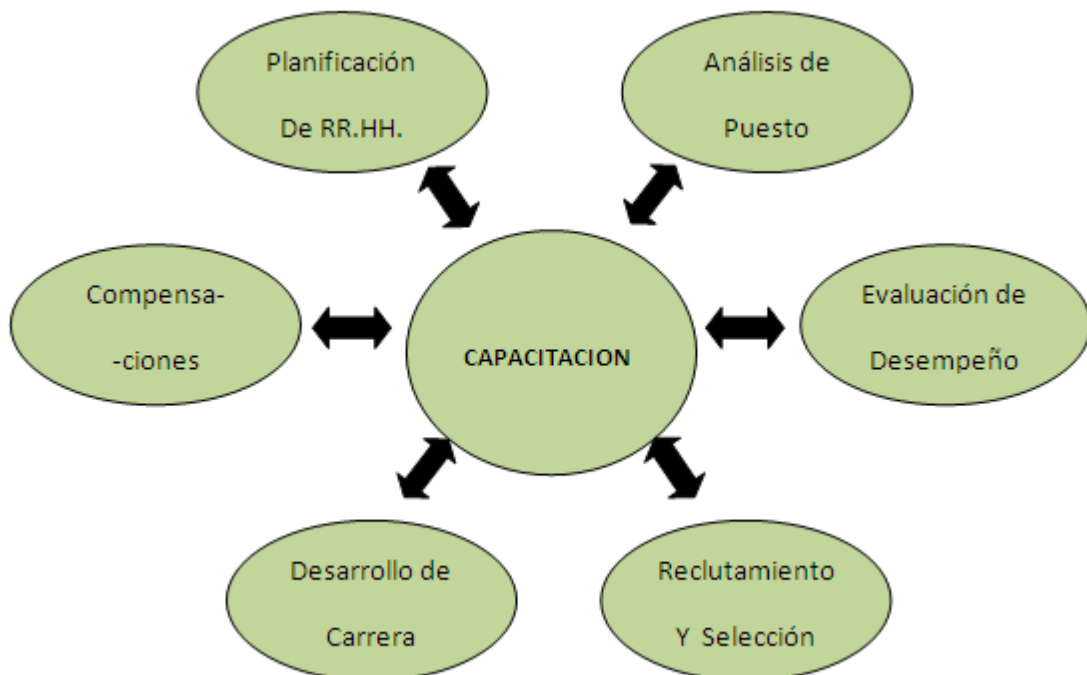 Planificación
De RR.HH.
Análisis de
Puesto
Compensa-
-ciones
CAPACITACION
Evaluación de
Desempeño
Desarrollo de
Carrera
Reclutamiento
Y Selección